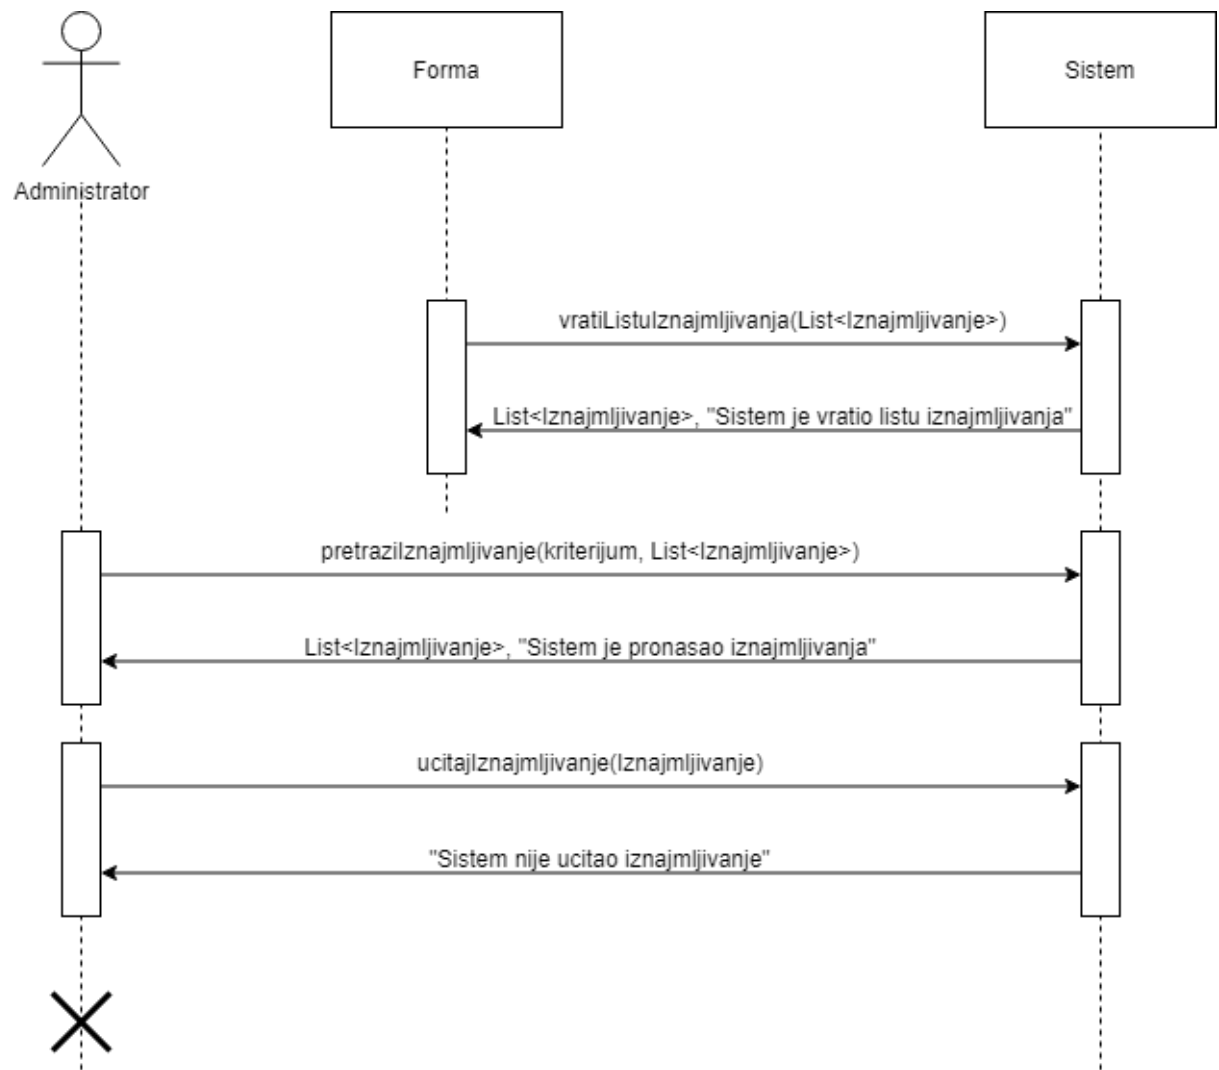 Forma
Sistem
Administrator
vratiListuIznajmljivanja(List<Iznajmljivanje>)
List<Iznajmljivanje>, "Sistem je vratio listu iznajmljivanja"
pretraziIznajmljivanje(kriterijum, List<Iznajmljivanje>)
List<Iznajmljivanje>, "Sistem je pronasao iznajmljivanja"
ucitajIznajmljivanje(Iznajmljivanje)
"Sistem nije ucitao iznajmljivanje"